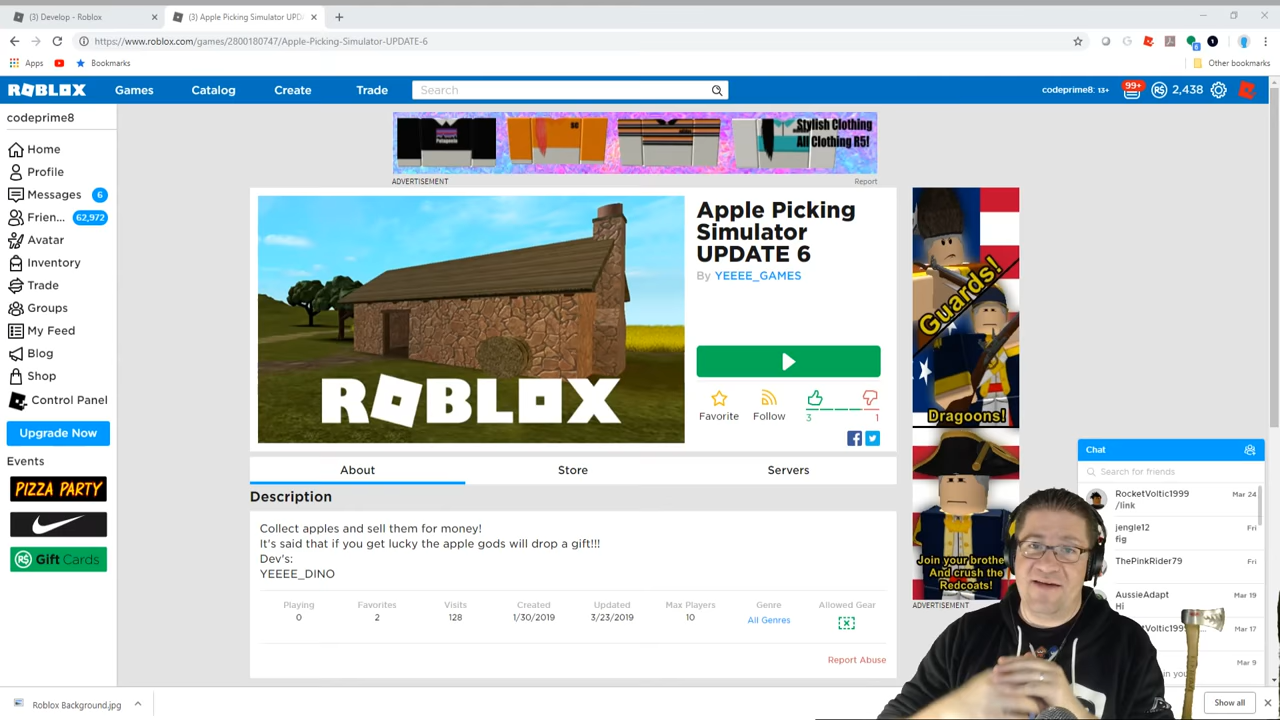 (3) Develop - Roblox
(3) Apple Picking Simulator UPD
https://www.roblox.com/games/2800180747/Apple-Picking-Simulator-UPDATE-6
Apps
Bookmarks
Other bookmarks
ROBLOX
Games
Catalog
Create
Trade
Search
codeprime8: 13+
99+
2,438
codeprime8
Home
Profile
Messages 6
Frien... 62,972
Avatar
Inventory
Trade
Groups
My Feed
Blog
Shop
Control Panel
Upgrade Now
Events
PIZZA PARTY
Gift Cards
Stylish Clothing
All Clothing R5!
ADVERTISEMENT
Report
ROBLOX
Apple Picking
Simulator
UPDATE 6
By YEEEE_GAMES
Favorite
Follow
3
1
About
Store
Servers
Description
Collect apples and sell them for money!
It's said that if you get lucky the apple gods will drop a gift!!!
Dev's:
YEEEE_DINO
Playing
0
Favorites
2
Visits
128
Created
1/30/2019
Updated
3/23/2019
Max Players
10
Genre
All Genres
Allowed Gear
Report Abuse
Guards!
Dragoons!
Join your brothe
And crush the
Redcoats!
ADVERTISEMENT
Chat
Search for friends
RocketVoltic1999 Mar 24
/link
jengle12 Fri
fig
ThePinkRider79 Fri
AussieAdapt Mar 19
Hi
Mar 17
Mar 9
Roblox Background.jpg
Show all